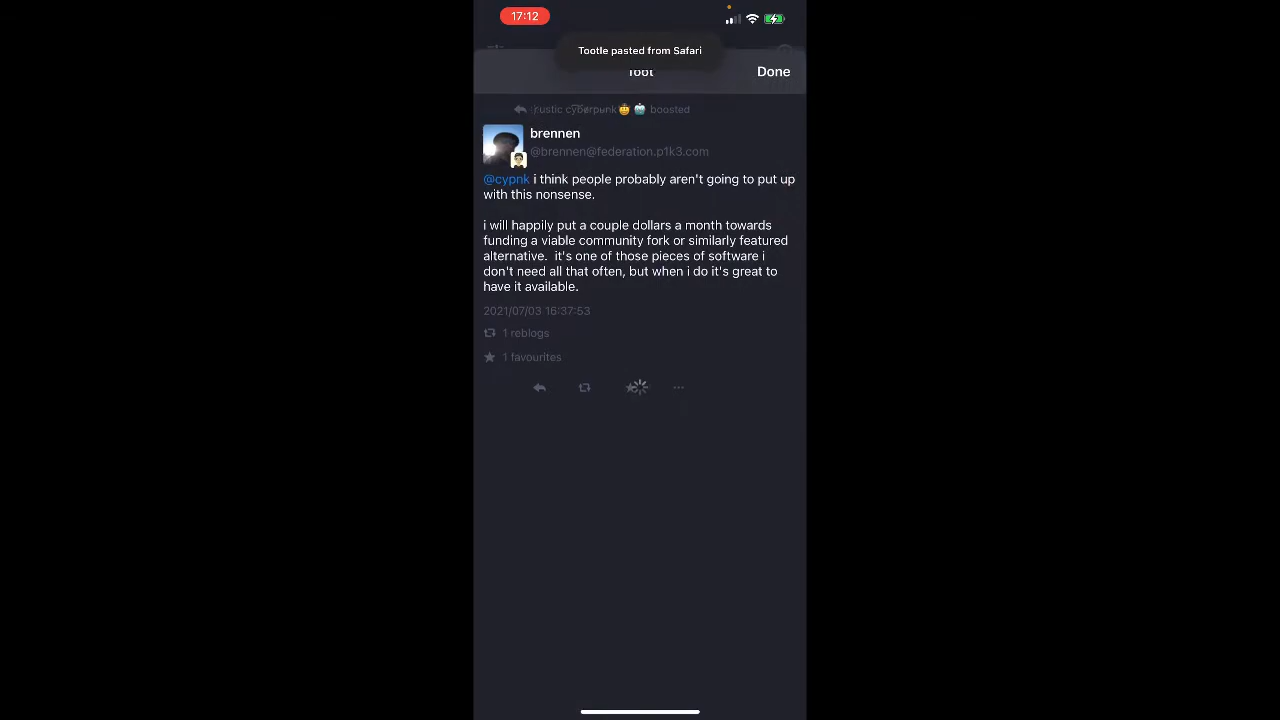 17:12
Tootle pasted from Safari
Toot
Done
rustic cyberpunk🤠🤖 boosted
brennen
@brennen@federation.p1k3.com
@cypnk i think people probably aren't going to put up
with this nonsense.
i will happily put a couple dollars a month towards
funding a viable community fork or similarly featured
alternative.  it's one of those pieces of software i
don't need all that often, but when i do it's great to
have it available.
2021/07/03 16:37:53
1 reblogs
1 favourites